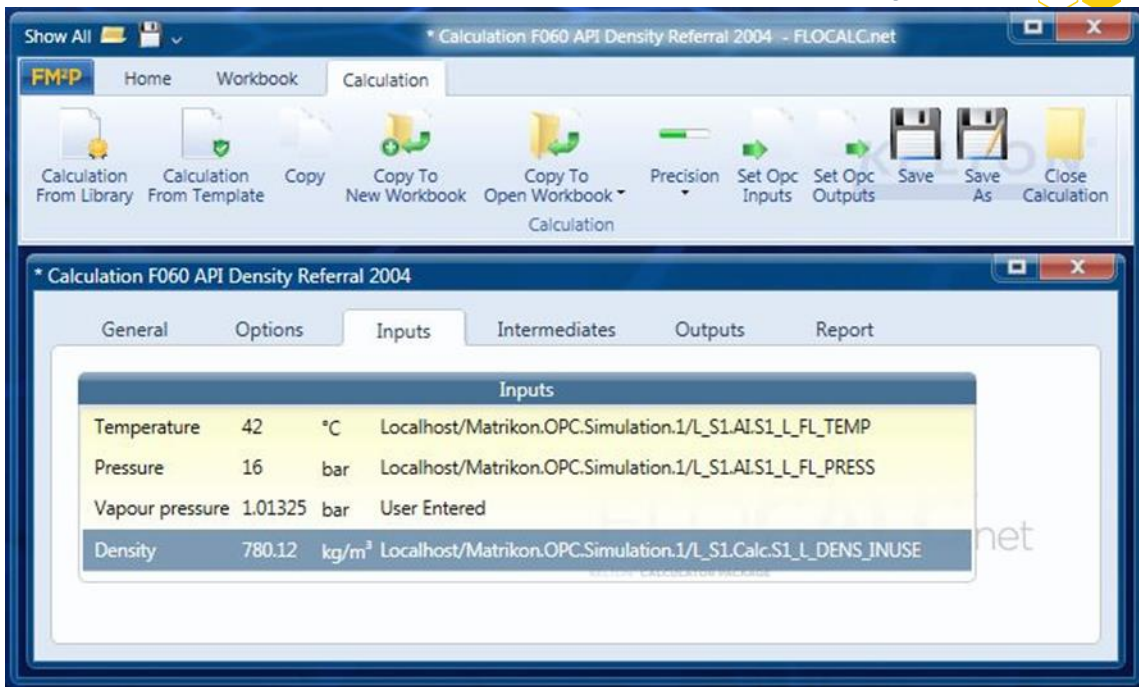 Show All
* Calculation F060 API Density Referral 2004 - FLOCALC.net
FM²P Home Workbook Calculation
Calculation From Library
Calculation From Template
Copy
Copy To New Workbook
Copy To Open Workbook
Precision
Set Opc Inputs
Set Opc Outputs
Save
Save As
Close Calculation
Calculation
* Calculation F060 API Density Referral 2004
General Options Inputs Intermediates Outputs Report
Inputs
Temperature 42 °C Localhost/Matrikon.OPC.Simulation.1/L_S1.AI.S1_L_FL_TEMP
Pressure 16 bar Localhost/Matrikon.OPC.Simulation.1/L_S1.AI.S1_L_FL_PRESS
Vapour pressure 1.01325 bar User Entered
Density 780.12 kg/m³ Localhost/Matrikon.OPC.Simulation.1/L_S1.Calc.S1_L_DENS_INUSE
net